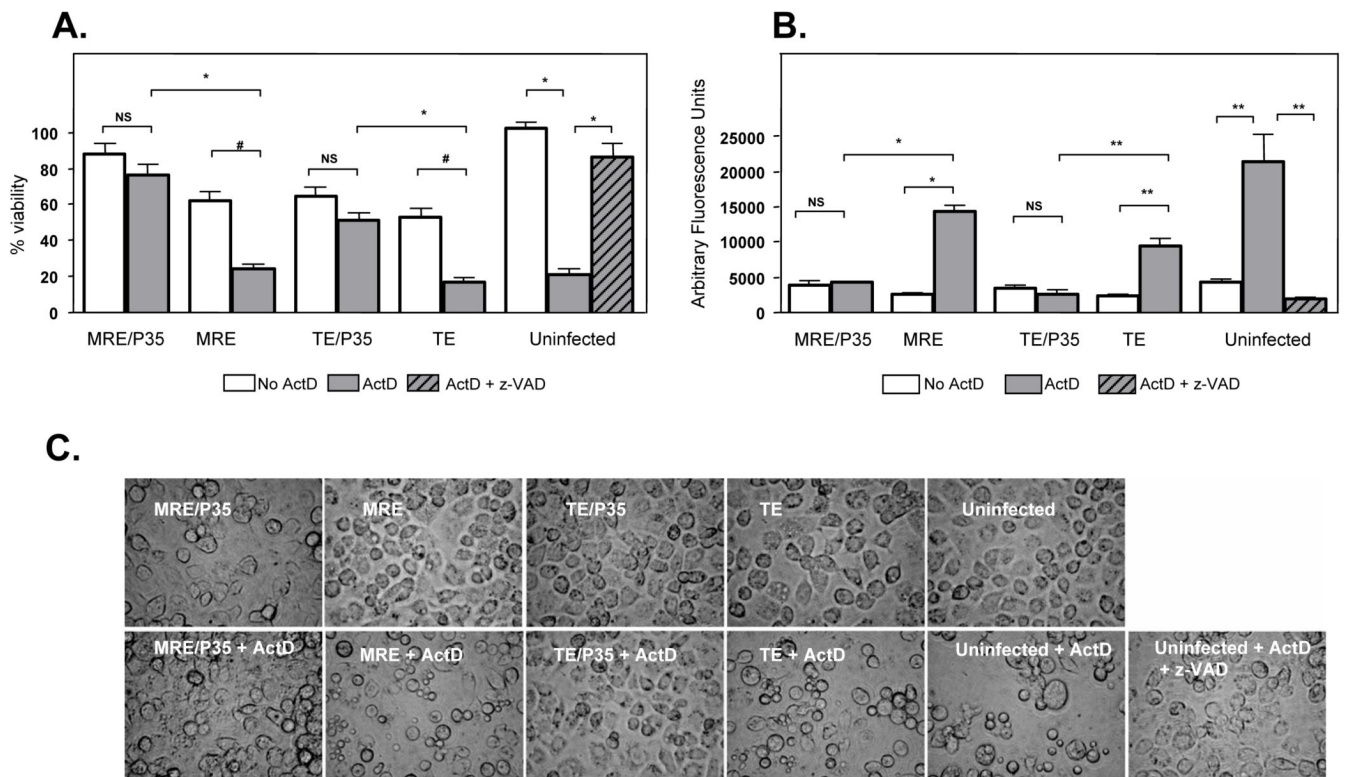 A.
B.
*
NS
#
*
NS
#
*
*
100
80
60
40
20
0
% viability
MRE/P35 MRE TE/P35 TE Uninfected
No ActD ActD ActD + z-VAD
**
**
*
**
NS
*
NS
**
25000
20000
15000
10000
5000
0
Arbitrary Fluorescence Units
MRE/P35 MRE TE/P35 TE Uninfected
No ActD ActD ActD + z-VAD
C.
MRE/P35 MRE TE/P35 TE Uninfected
MRE/P35 + ActD MRE + ActD TE/P35 + ActD TE + ActD Uninfected + ActD Uninfected + ActD
+ z-VAD